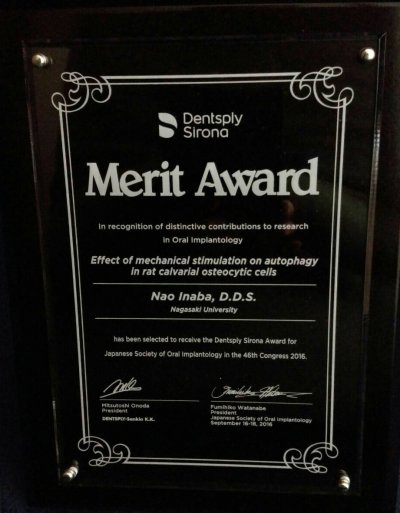 Dentsply
Sirona
Merit Award
In recognition of distinctive contributions to research
in Oral Implantology
Effect of mechanical stimulation on autophagy
in rat calvarial osteocytic cells
Nao Inaba, D.D.S.
Nagasaki University
has been selected to receive the Dentsply Sirona Award for
Japanese Society of Oral Implantology in the 46th Congress 2016.
Mitsutoshi Onoda
President
DENTSPLY-Sankin K.K.
Fumihiko Watanabe
President
Japanese Society of Oral Implantology
September 16-18, 2016